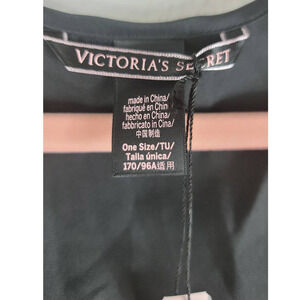 VICTORIA'S SECRET
made in China/
fabriqué en Chin
hecho en China/
fabbricato in Cina/
中国制造
One Size/TU/
Talla única/
170/96A适用